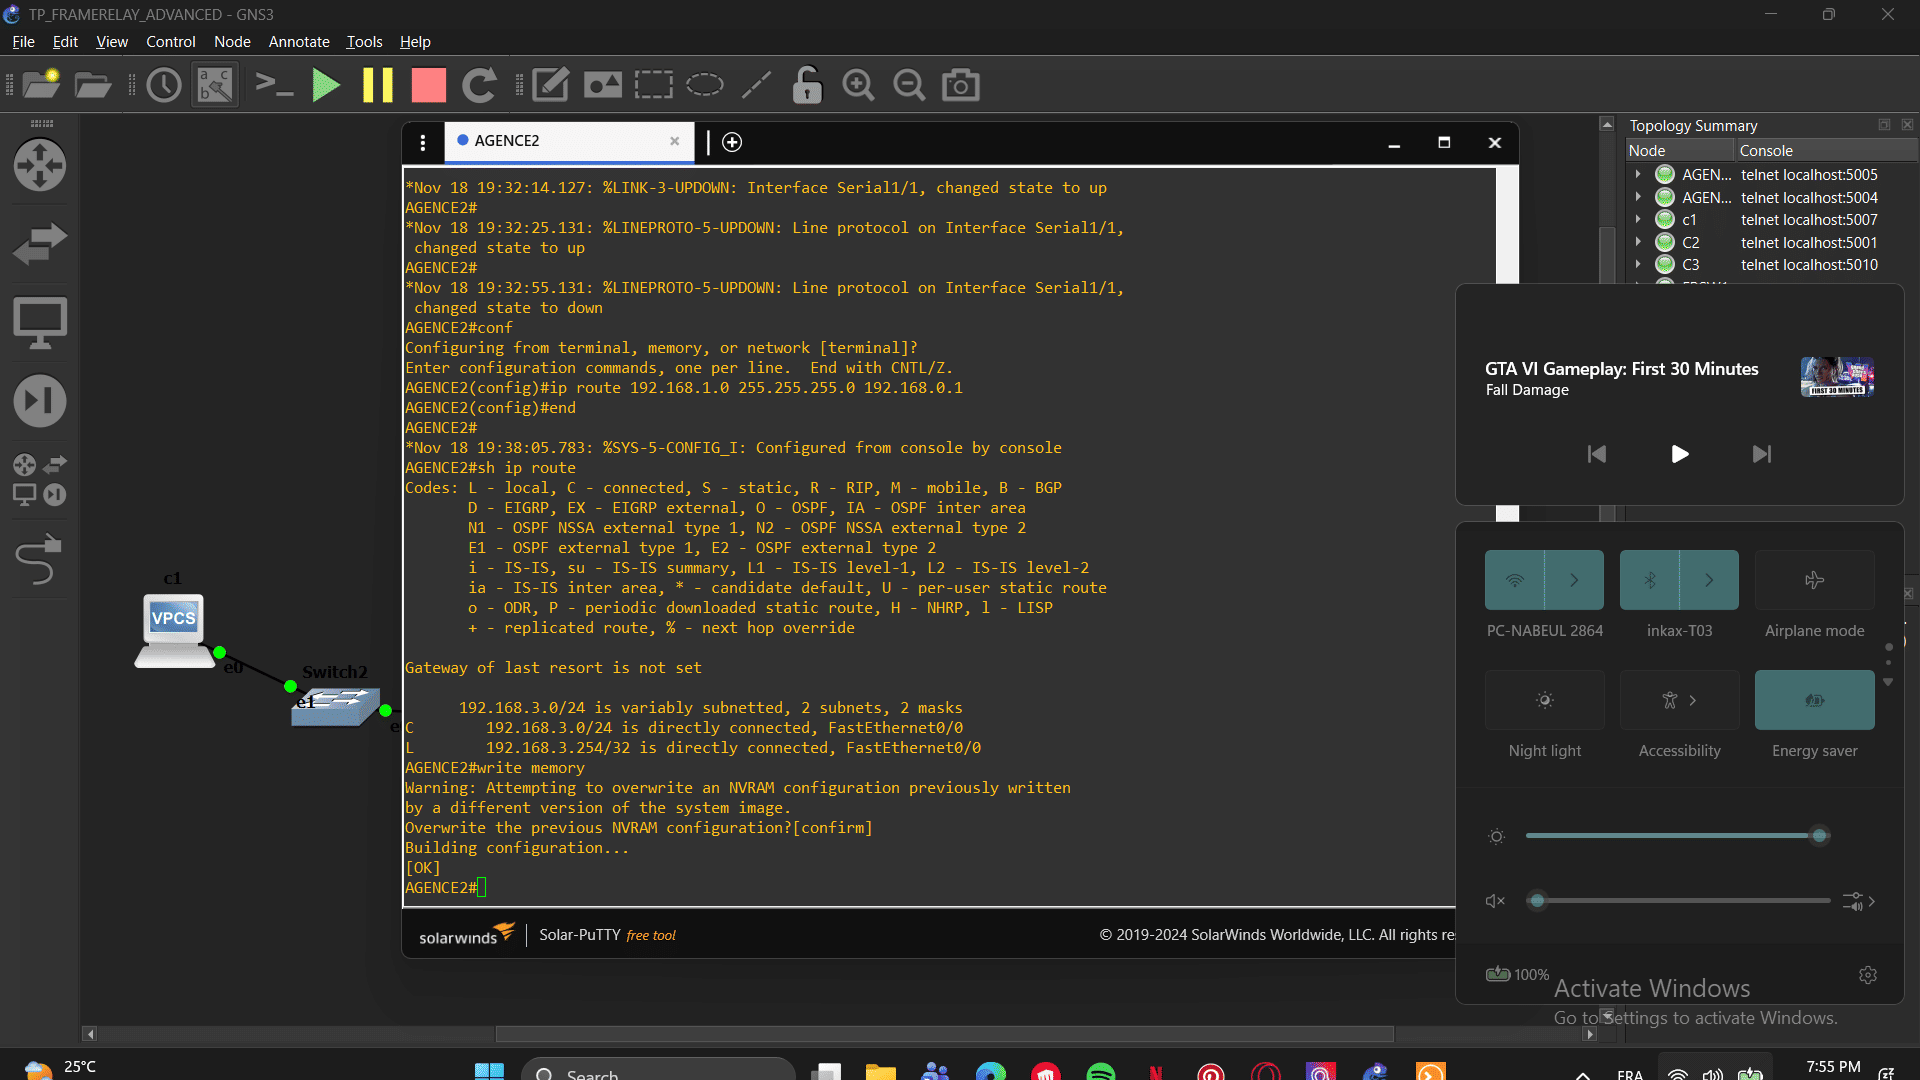 TP_FRAMERELAY_ADVANCED - GNS3
File Edit View Control Node Annotate Tools Help
AGENCE2
*Nov 18 19:32:14.127: %LINK-3-UPDOWN: Interface Serial1/1, changed state to up
AGENCE2#
*Nov 18 19:32:25.131: %LINEPROTO-5-UPDOWN: Line protocol on Interface Serial1/1,
changed state to up
AGENCE2#
*Nov 18 19:32:55.131: %LINEPROTO-5-UPDOWN: Line protocol on Interface Serial1/1,
changed state to down
AGENCE2#conf
Configuring from terminal, memory, or network [terminal]?
Enter configuration commands, one per line.  End with CNTL/Z.
AGENCE2(config)#ip route 192.168.1.0 255.255.255.0 192.168.0.1
AGENCE2(config)#end
AGENCE2#
*Nov 18 19:38:05.783: %SYS-5-CONFIG_I: Configured from console by console
AGENCE2#sh ip route
Codes: L - local, C - connected, S - static, R - RIP, M - mobile, B - BGP
D - EIGRP, EX - EIGRP external, O - OSPF, IA - OSPF inter area
N1 - OSPF NSSA external type 1, N2 - OSPF NSSA external type 2
E1 - OSPF external type 1, E2 - OSPF external type 2
i - IS-IS, su - IS-IS summary, L1 - IS-IS level-1, L2 - IS-IS level-2
ia - IS-IS inter area, * - candidate default, U - per-user static route
o - ODR, P - periodic downloaded static route, H - NHRP, l - LISP
+ - replicated route, % - next hop override
Gateway of last resort is not set
192.168.3.0/24 is variably subnetted, 2 subnets, 2 masks
C        192.168.3.0/24 is directly connected, FastEthernet0/0
L        192.168.3.254/32 is directly connected, FastEthernet0/0
AGENCE2#write memory
Warning: Attempting to overwrite an NVRAM configuration previously written
by a different version of the system image.
Overwrite the previous NVRAM configuration?[confirm]
Building configuration...
[OK]
AGENCE2#
solarwinds Solar-PuTTY free tool
© 2019-2024 SolarWinds Worldwide, LLC. All rights re
c1
VPCS
e0
Switch2
e1
Topology Summary
Node Console
AGEN... telnet localhost:5005
AGEN... telnet localhost:5004
c1 telnet localhost:5007
C2 telnet localhost:5001
C3 telnet localhost:5010
GTA VI Gameplay: First 30 Minutes
Fall Damage
FIRST 30 MINUTES
PC-NABEUL 2864
inkax-T03
Airplane mode
Night light
Accessibility
Energy saver
100%
Activate Windows
Go to Settings to activate Windows.
25°C
Search
FRA
7:55 PM